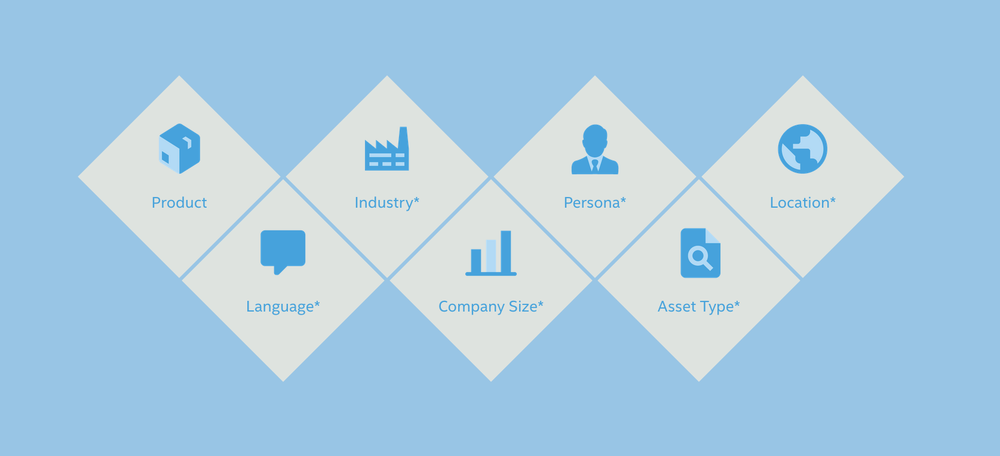 Product
Industry*
Persona*
Location*
Language*
Company Size*
Asset Type*